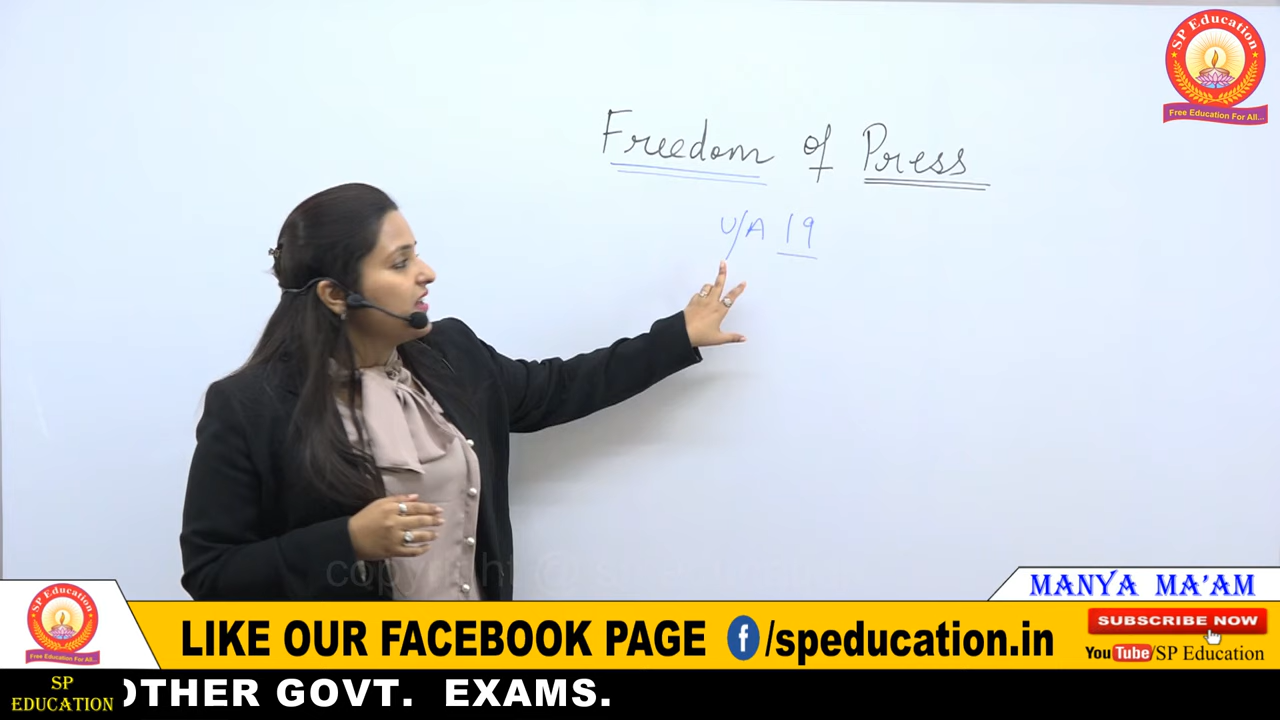 SP Education
Free Education For All...
Freedom of Press
U/A 19
MANYA MA'AM
SP Education
Free Education For All...
LIKE OUR FACEBOOK PAGE f/speducation.in
SUBSCRIBE NOW
YouTube/SP Education
SP
EDUCATION
OTHER GOVT. EXAMS.
copyright @